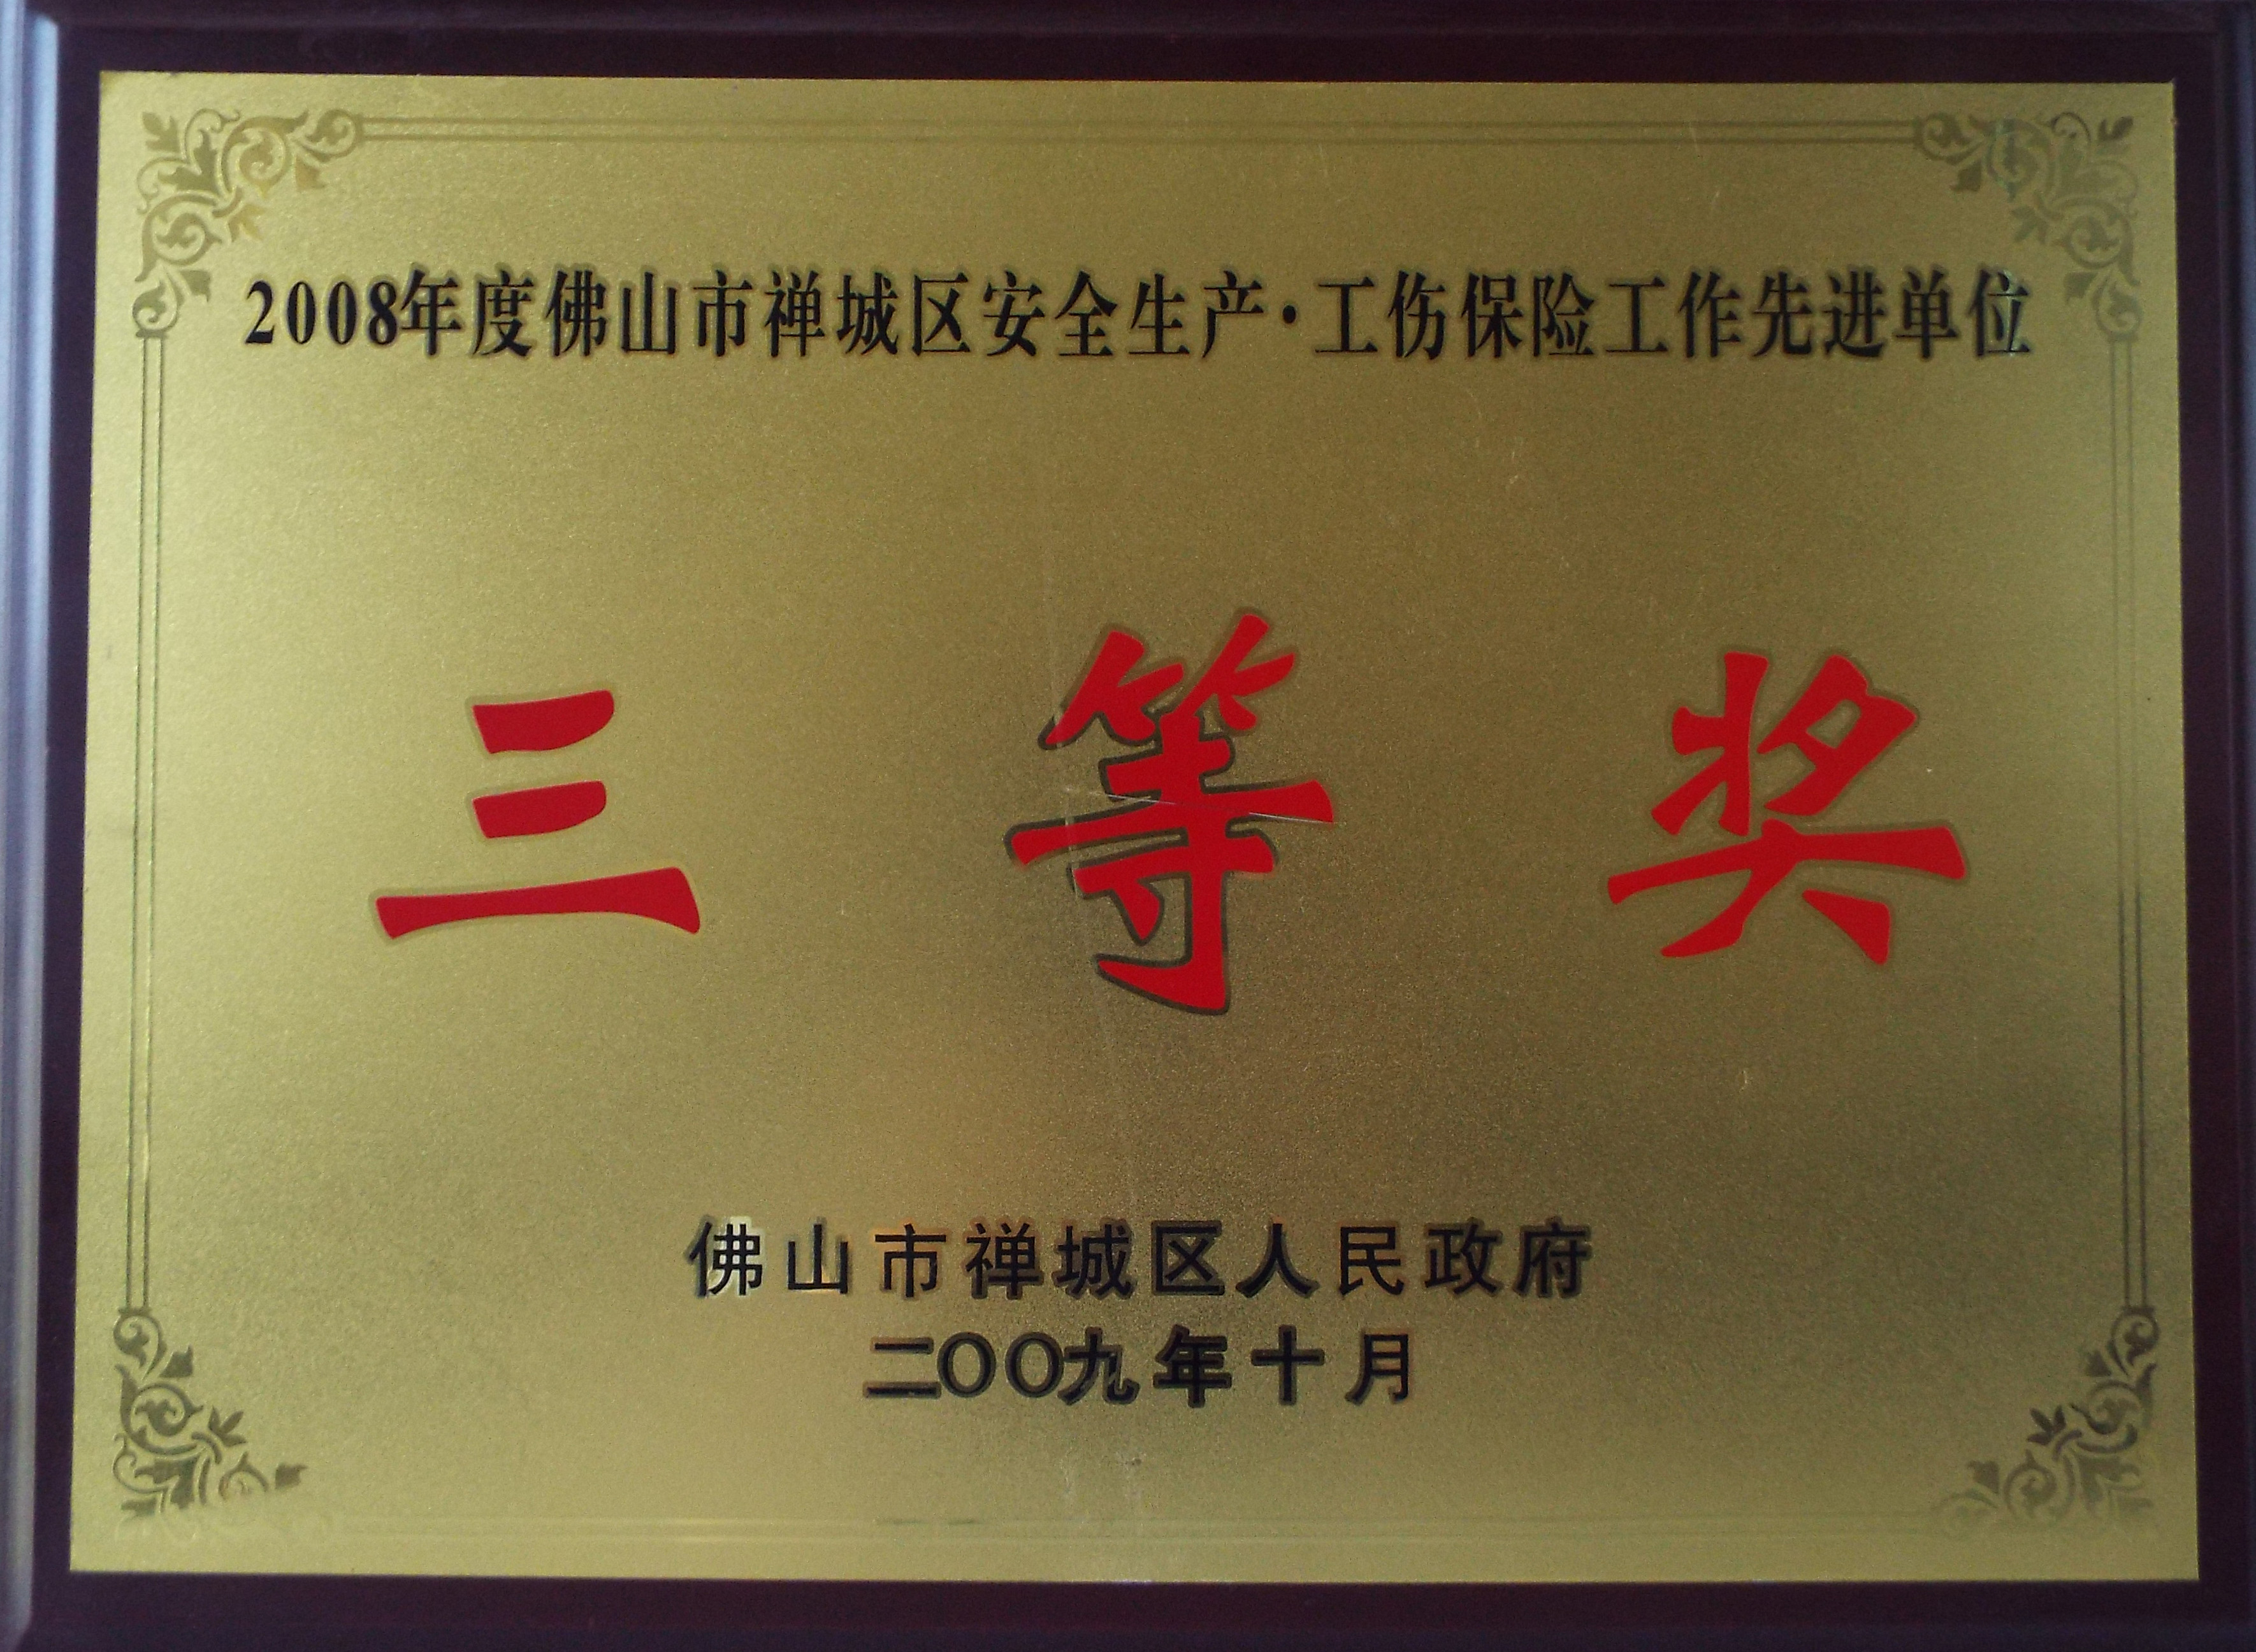 2008年度佛山市禅城区安全生产·工伤保险工作先进单位
三等奖
佛山市禅城区人民政府
二〇〇九年十月